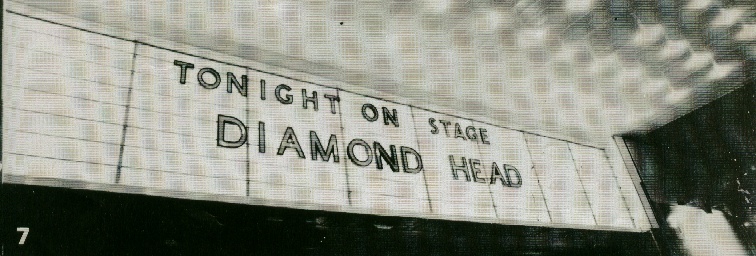 TONIGHT ON STAGE
DIAMOND HEAD
7